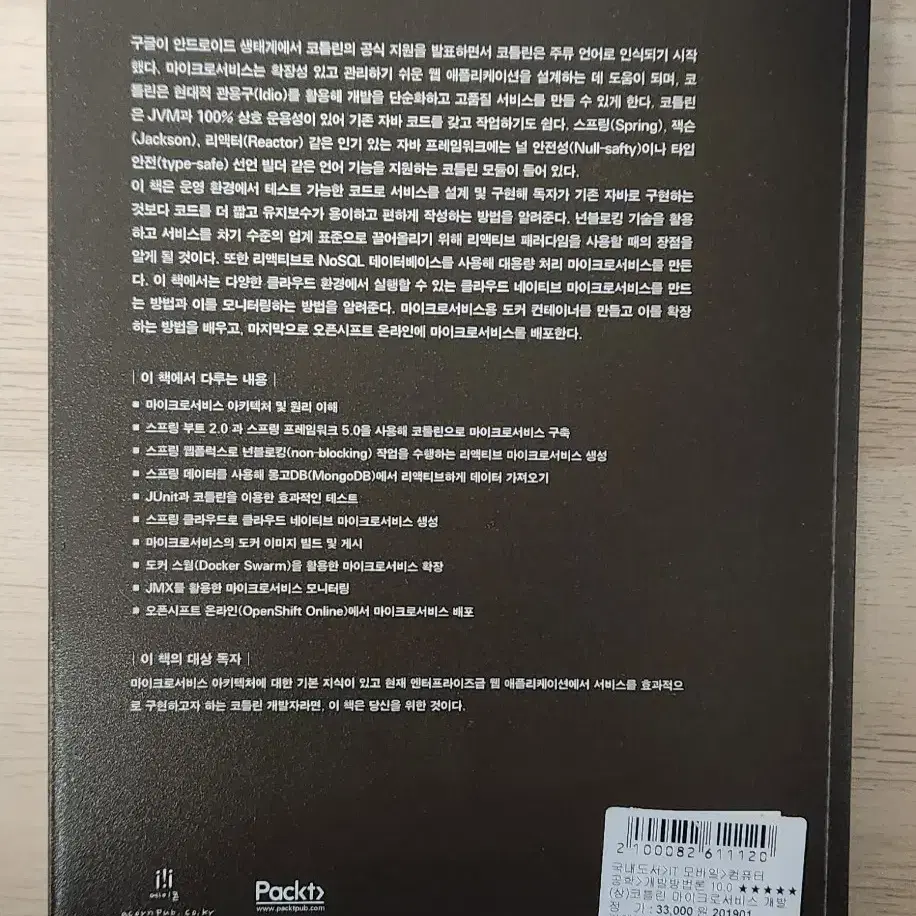 구글이 안드로이드 생태계에서 코틀린의 공식 지원을 발표하면서 코틀린은 주류 언어로 인식되기 시작
했다. 마이크로서비스는 확장성 있고 관리하기 쉬운 웹 애플리케이션을 설계하는 데 도움이 되며, 코
틀린은 현대적 관용구(Idio)를 활용해 개발을 단순화하고 고품질 서비스를 만들 수 있게 한다. 코틀린
은 JVM과 100% 상호 운용성이 있어 기존 자바 코드를 갖고 작업하기도 쉽다. 스프링(Spring), 잭슨
(Jackson), 리액터(Reactor) 같은 인기 있는 자바 프레임워크에는 널 안전성(Null-safty)이나 타입
안전(type-safe) 선언 빌더 같은 언어 기능을 지원하는 코틀린 모듈이 들어 있다.
이 책은 운영 환경에서 테스트 가능한 코드로 서비스를 설계 및 구현해 독자가 기존 자바로 구현하는
것보다 코드를 더 짧고 유지보수가 용이하고 편하게 작성하는 방법을 알려준다. 넌블로킹 기술을 활용
하고 서비스를 차기 수준의 업계 표준으로 끌어올리기 위해 리액티브 패러다임을 사용할 때의 장점을
알게 될 것이다. 또한 리액티브로 NoSQL 데이터베이스를 사용해 대용량 처리 마이크로서비스를 만든
다. 이 책에서는 다양한 클라우드 환경에서 실행할 수 있는 클라우드 네이티브 마이크로서비스를 만드
는 방법과 이를 모니터링하는 방법을 알려준다. 마이크로서비스용 도커 컨테이너를 만들고 이를 확장
하는 방법을 배우고, 마지막으로 오픈시프트 온라인에 마이크로서비스를 배포한다.
| 이 책에서 다루는 내용 |
■ 마이크로서비스 아키텍처 및 원리 이해
■ 스프링 부트 2.0 과 스프링 프레임워크 5.0을 사용해 코틀린으로 마이크로서비스 구축
■ 스프링 웹플럭스로 넌블로킹(non-blocking) 작업을 수행하는 리액티브 마이크로서비스 생성
■ 스프링 데이터를 사용해 몽고DB(MongoDB)에서 리액티브하게 데이터 가져오기
■ JUnit과 코틀린을 이용한 효과적인 테스트
■ 스프링 클라우드로 클라우드 네이티브 마이크로서비스 생성
■ 마이크로서비스의 도커 이미지 빌드 및 게시
■ 도커 스웜(Docker Swarm)을 활용한 마이크로서비스 확장
■ JMX를 활용한 마이크로서비스 모니터링
■ 오픈시프트 온라인(OpenShift Online)에서 마이크로서비스 배포
| 이 책의 대상 독자 |
마이크로서비스 아키텍처에 대한 기본 지식이 있고 현재 엔터프라이즈급 웹 애플리케이션에서 서비스를 효과적으
로 구현하고자 하는 코틀린 개발자라면, 이 책은 당신을 위한 것이다.
에이콘
acornpub.co.kr
Packt>
www.packtpub.com
2100082611120
국내도서>IT 모바일>컴퓨터
공학>개발방법론 10.0 ★★★★★
(상)코틀린 마이크로서비스 개발
정 가: 33,000 원 201901